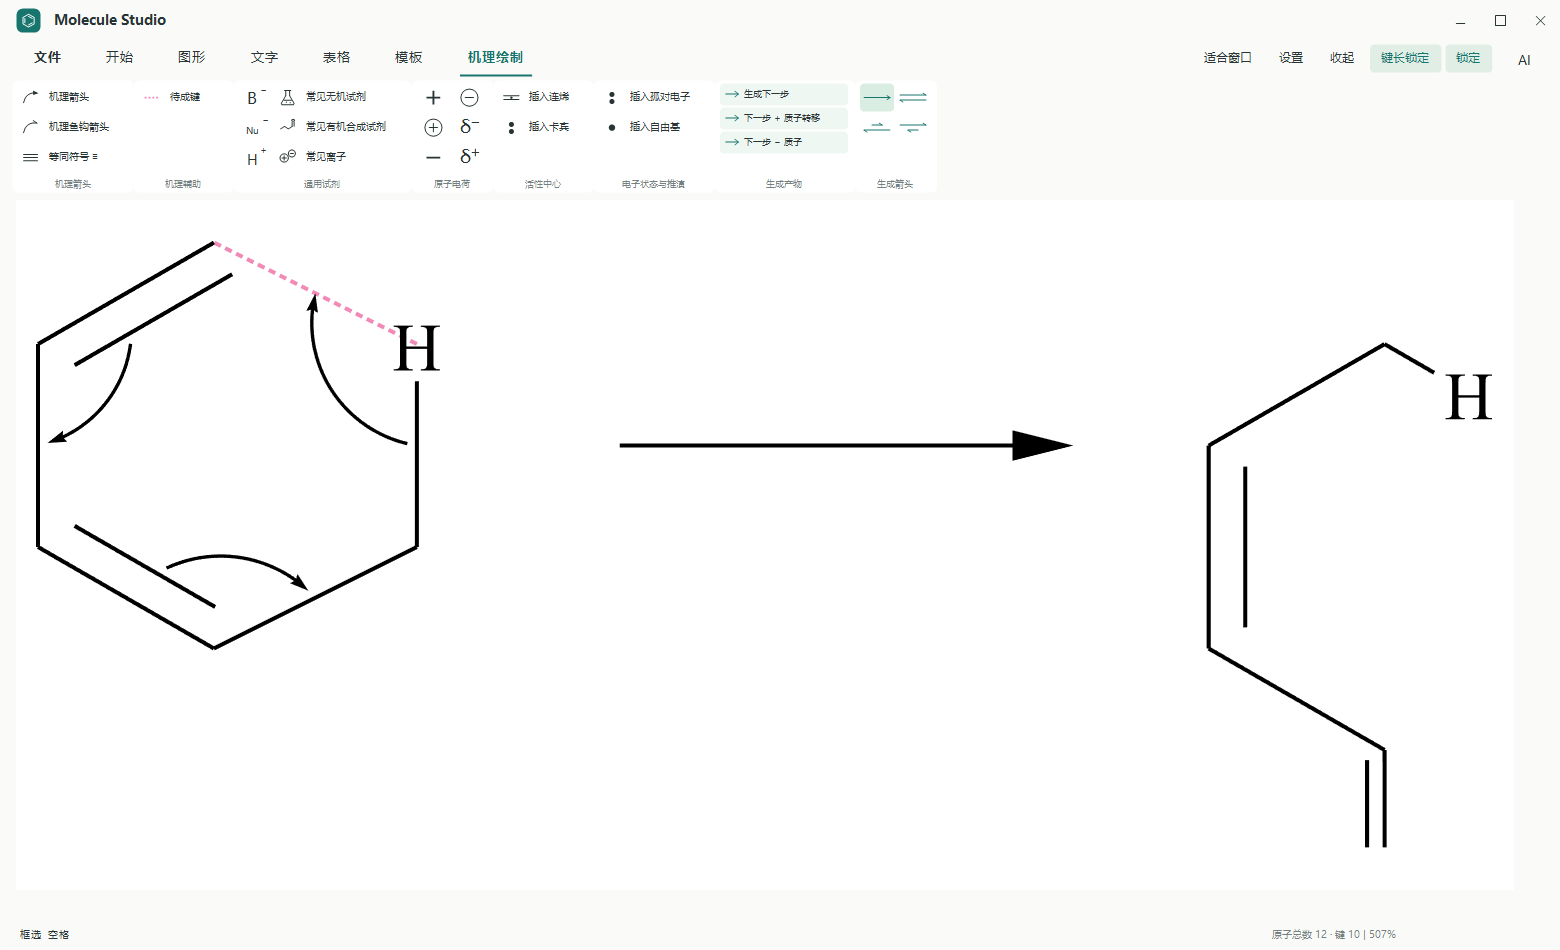 Molecule Studio
文件 开始 图形 文字 表格 模板 机理绘制 适合窗口 设置 收起 键长锁定 锁定 AI
机理箭头 待成键 B⁻ 常见无机试剂 插入连烯 插入孤对电子 生成下一步
机理鱼钩箭头 Nu⁻ 常见有机合成试剂 δ⁻ 插入卡宾 插入自由基 下一步 + 质子转移
等同符号 ≡ H⁺ 常见离子 δ⁺ 下一步 − 质子
机理箭头 机理辅助 通用试剂 原子电荷 活性中心 电子状态与推演 生成产物 生成箭头
H
H
框选 空格 原子总数 12 · 键 10 | 507%